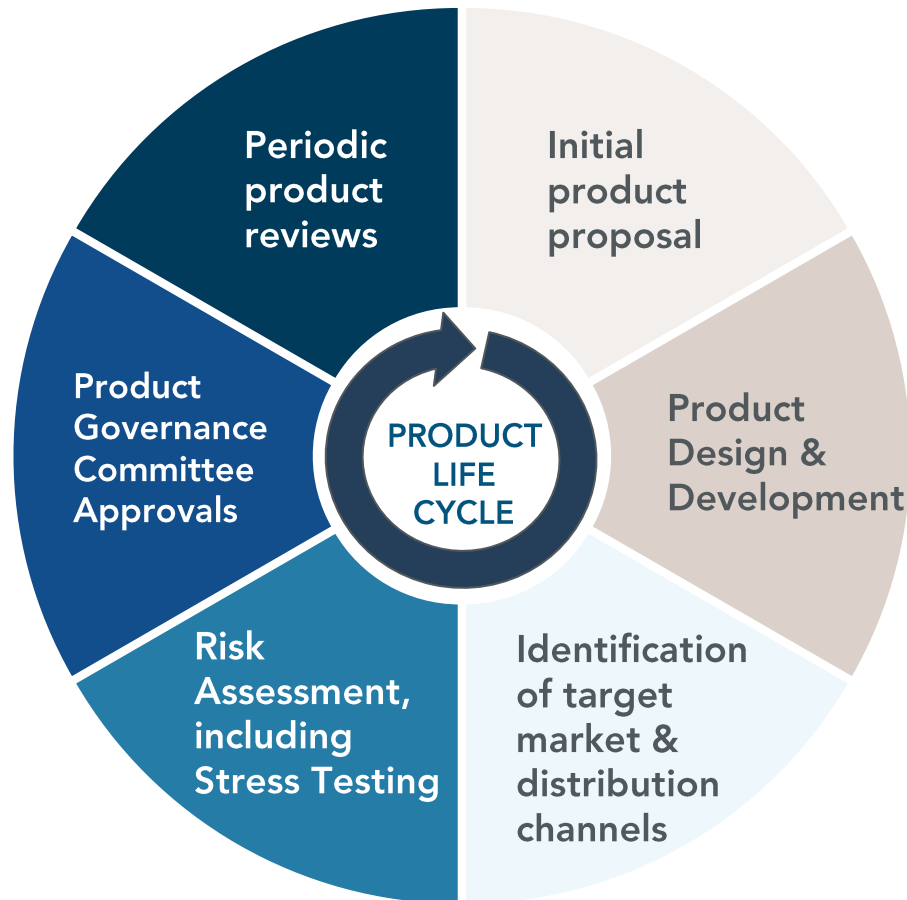 Periodic
product
reviews
Initial
product
proposal
Product
Governance
Committee
Approvals
PRODUCT
LIFE
CYCLE
Product
Design &
Development
Risk
Assessment,
including
Stress Testing
Identification
of target
market &
distribution
channels